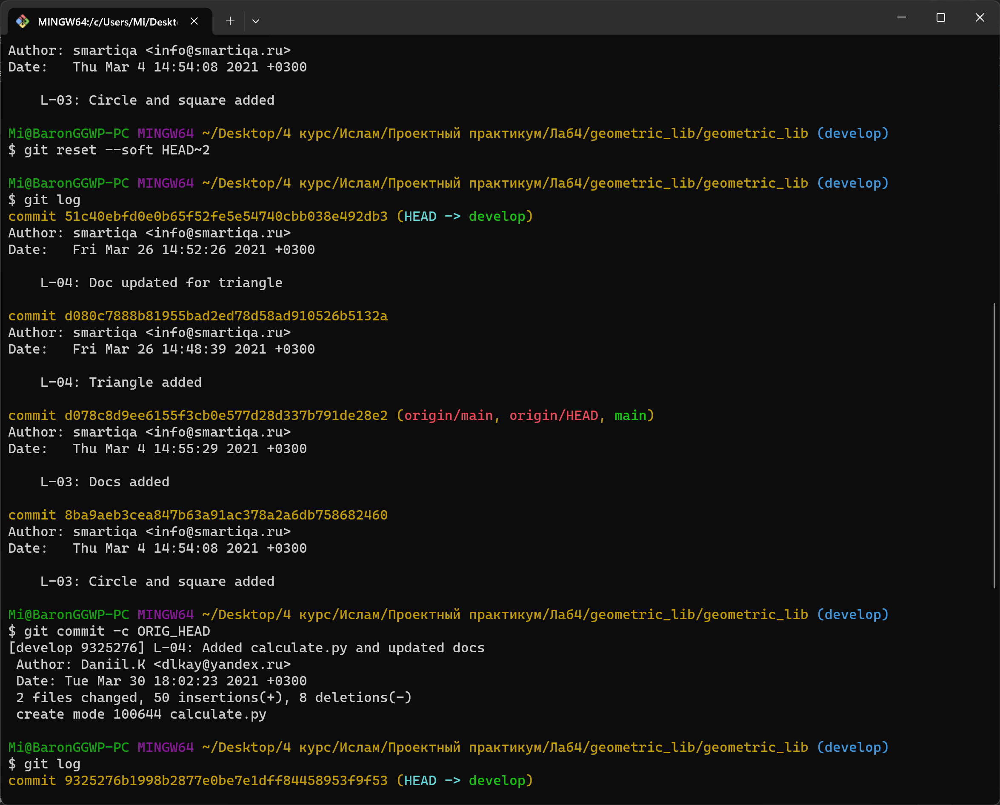 MINGW64:/c/Users/Mi/Deskt
Author: smartiqa <info@smartiqa.ru>
Date:   Thu Mar 4 14:54:08 2021 +0300
    L-03: Circle and square added
Mi@BaronGGWP-PC MINGW64 ~/Desktop/4 курс/Ислам/Проектный практикум/Лаб4/geometric_lib/geometric_lib (develop)
$ git reset --soft HEAD~2
Mi@BaronGGWP-PC MINGW64 ~/Desktop/4 курс/Ислам/Проектный практикум/Лаб4/geometric_lib/geometric_lib (develop)
$ git log
commit 51c40ebfd0e0b65f52fe5e54740cbb038e492db3 (HEAD -> develop)
Author: smartiqa <info@smartiqa.ru>
Date:   Fri Mar 26 14:52:26 2021 +0300
    L-04: Doc updated for triangle
commit d080c7888b81955bad2ed78d58ad910526b5132a
Author: smartiqa <info@smartiqa.ru>
Date:   Fri Mar 26 14:48:39 2021 +0300
    L-04: Triangle added
commit d078c8d9ee6155f3cb0e577d28d337b791de28e2 (origin/main, origin/HEAD, main)
Author: smartiqa <info@smartiqa.ru>
Date:   Thu Mar 4 14:55:29 2021 +0300
    L-03: Docs added
commit 8ba9aeb3cea847b63a91ac378a2a6db758682460
Author: smartiqa <info@smartiqa.ru>
Date:   Thu Mar 4 14:54:08 2021 +0300
    L-03: Circle and square added
Mi@BaronGGWP-PC MINGW64 ~/Desktop/4 курс/Ислам/Проектный практикум/Лаб4/geometric_lib/geometric_lib (develop)
$ git commit -c ORIG_HEAD
[develop 9325276] L-04: Added calculate.py and updated docs
 Author: Daniil.K <dlkay@yandex.ru>
 Date: Tue Mar 30 18:02:23 2021 +0300
 2 files changed, 50 insertions(+), 8 deletions(-)
 create mode 100644 calculate.py
Mi@BaronGGWP-PC MINGW64 ~/Desktop/4 курс/Ислам/Проектный практикум/Лаб4/geometric_lib/geometric_lib (develop)
$ git log
commit 9325276b1998b2877e0be7e1dff84458953f9f53 (HEAD -> develop)